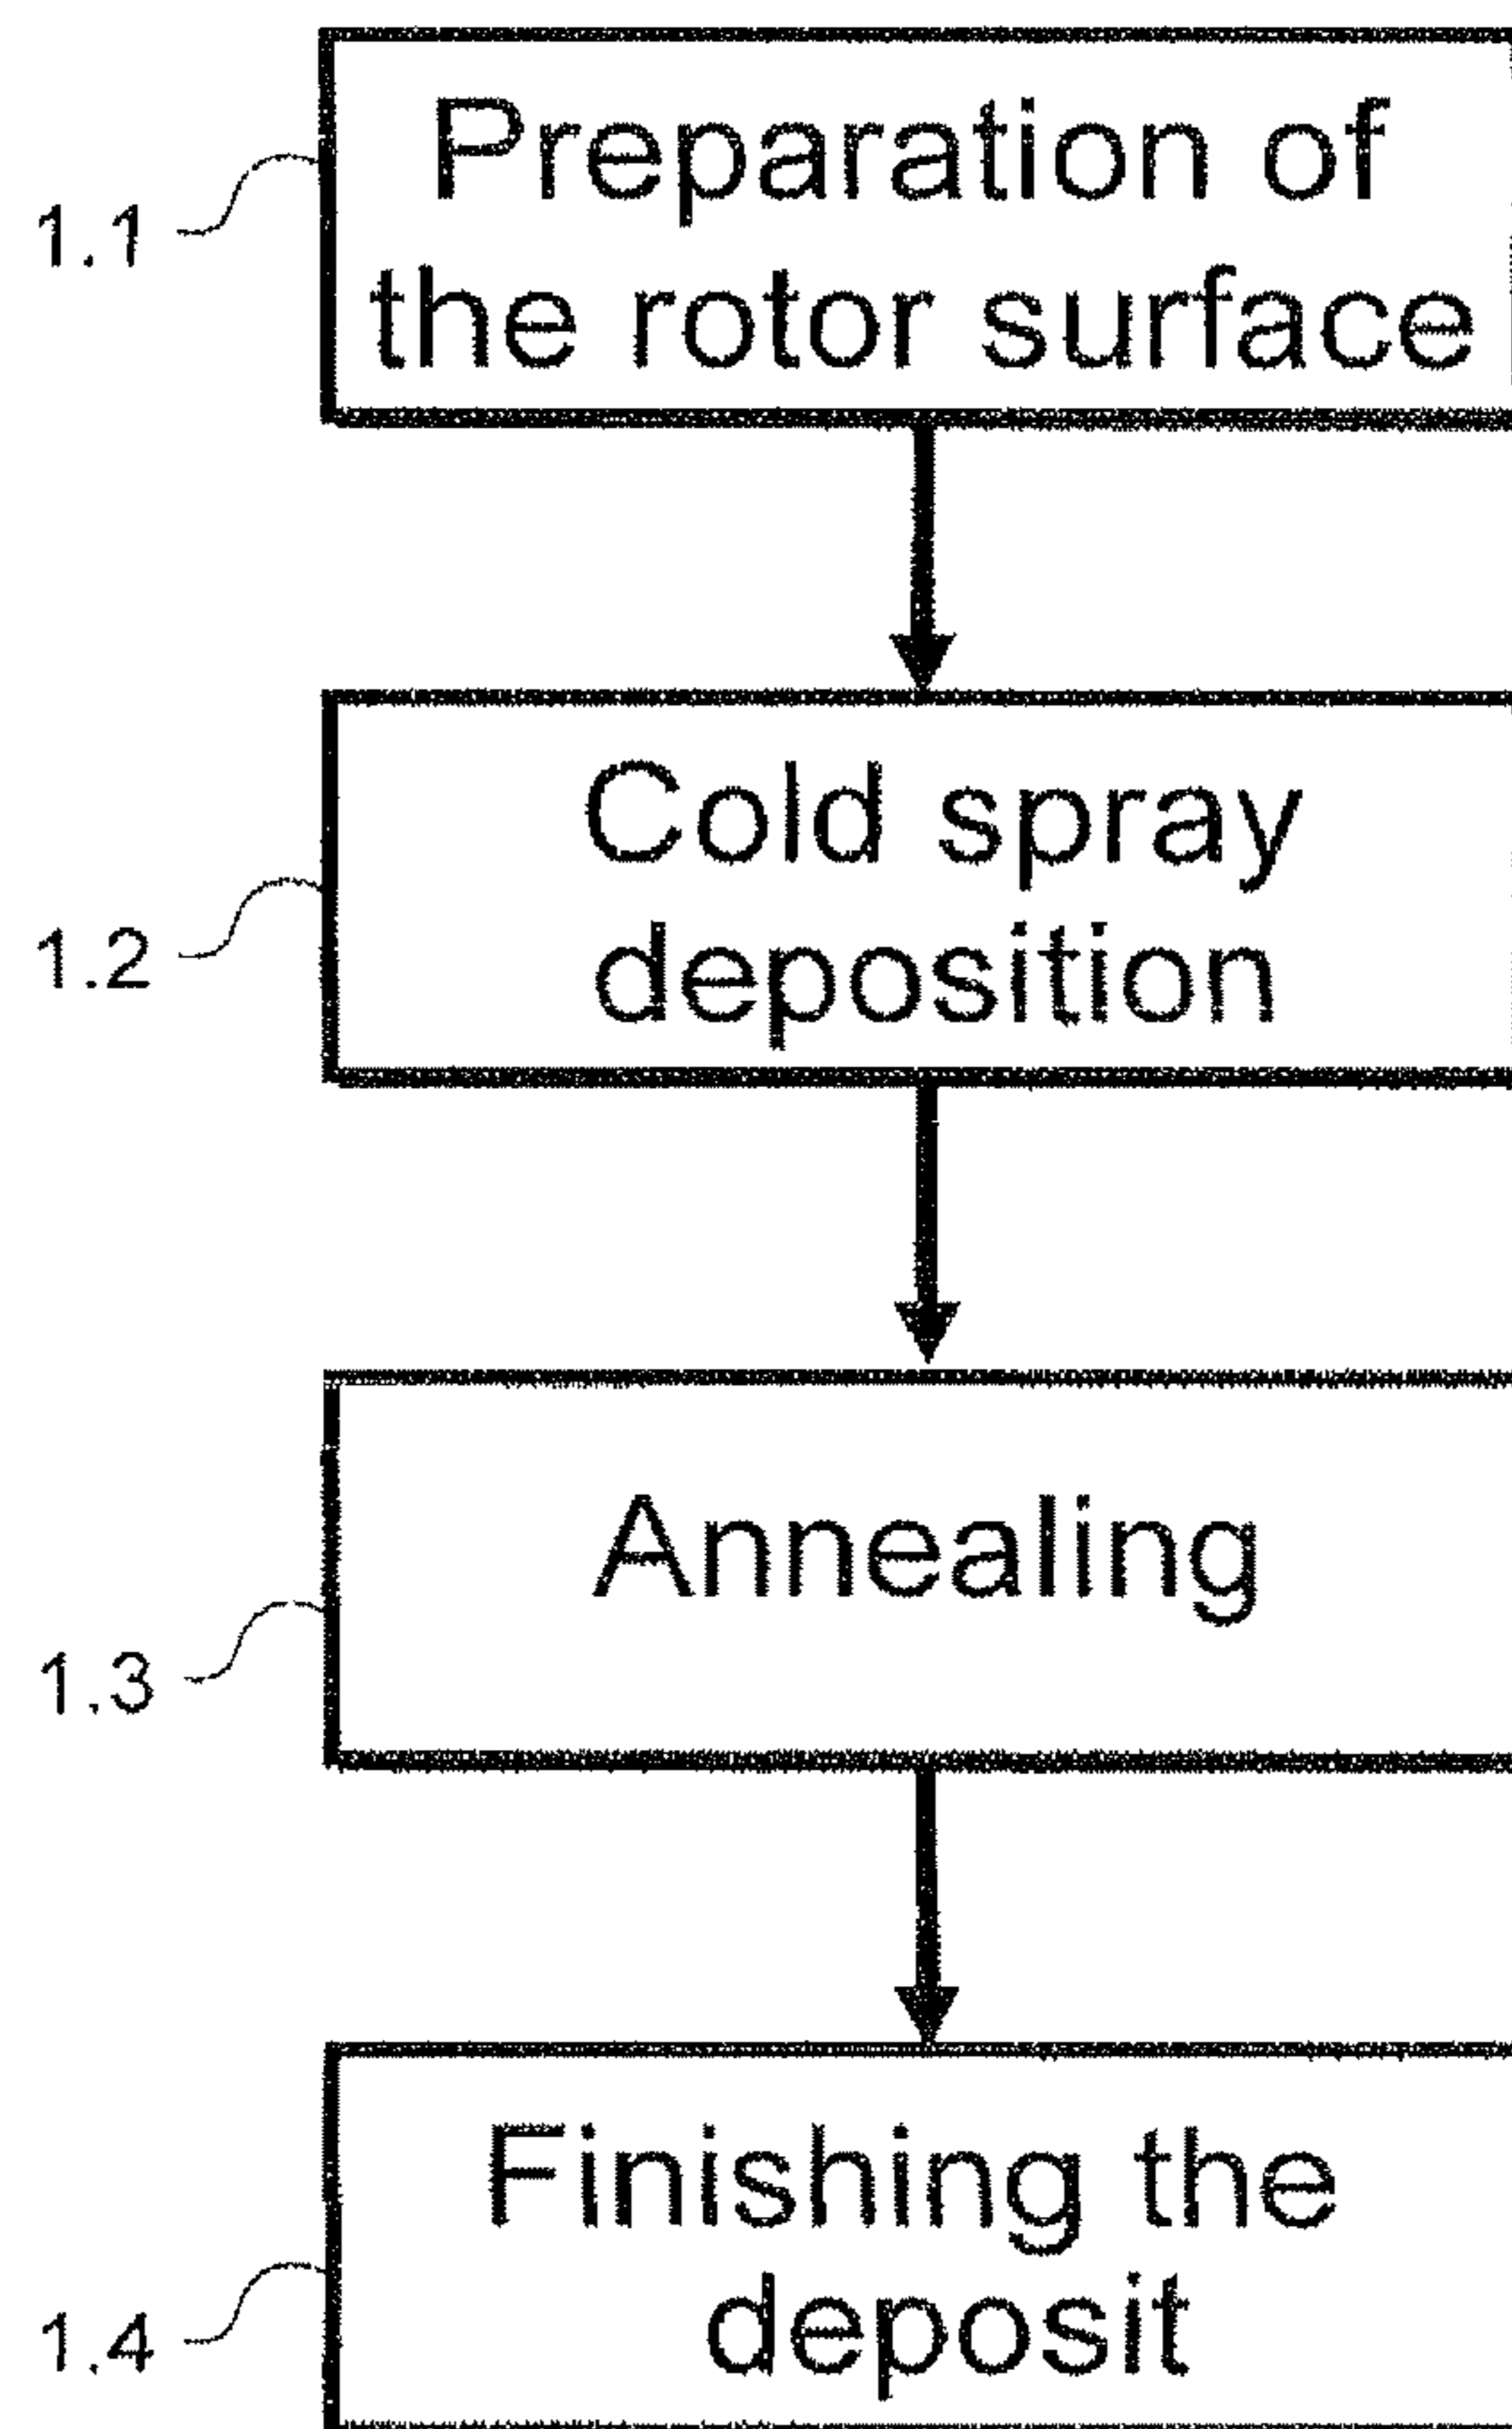 Preparation of
the rotor surface
1.1
Cold spray
deposition
1.2
Annealing
1.3
Finishing the
deposit
1.4